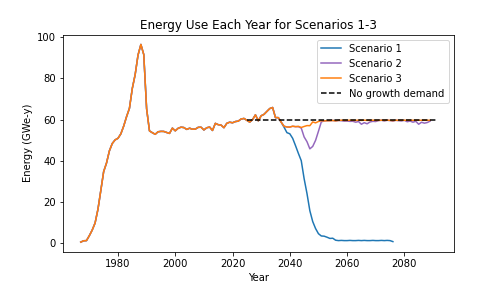 Energy Use Each Year for Scenarios 1-3
Energy (GWe-y)
100
80
60
40
20
0
Scenario 1
Scenario 2
Scenario 3
No growth demand
1980
2000
2020
2040
2060
2080
Year